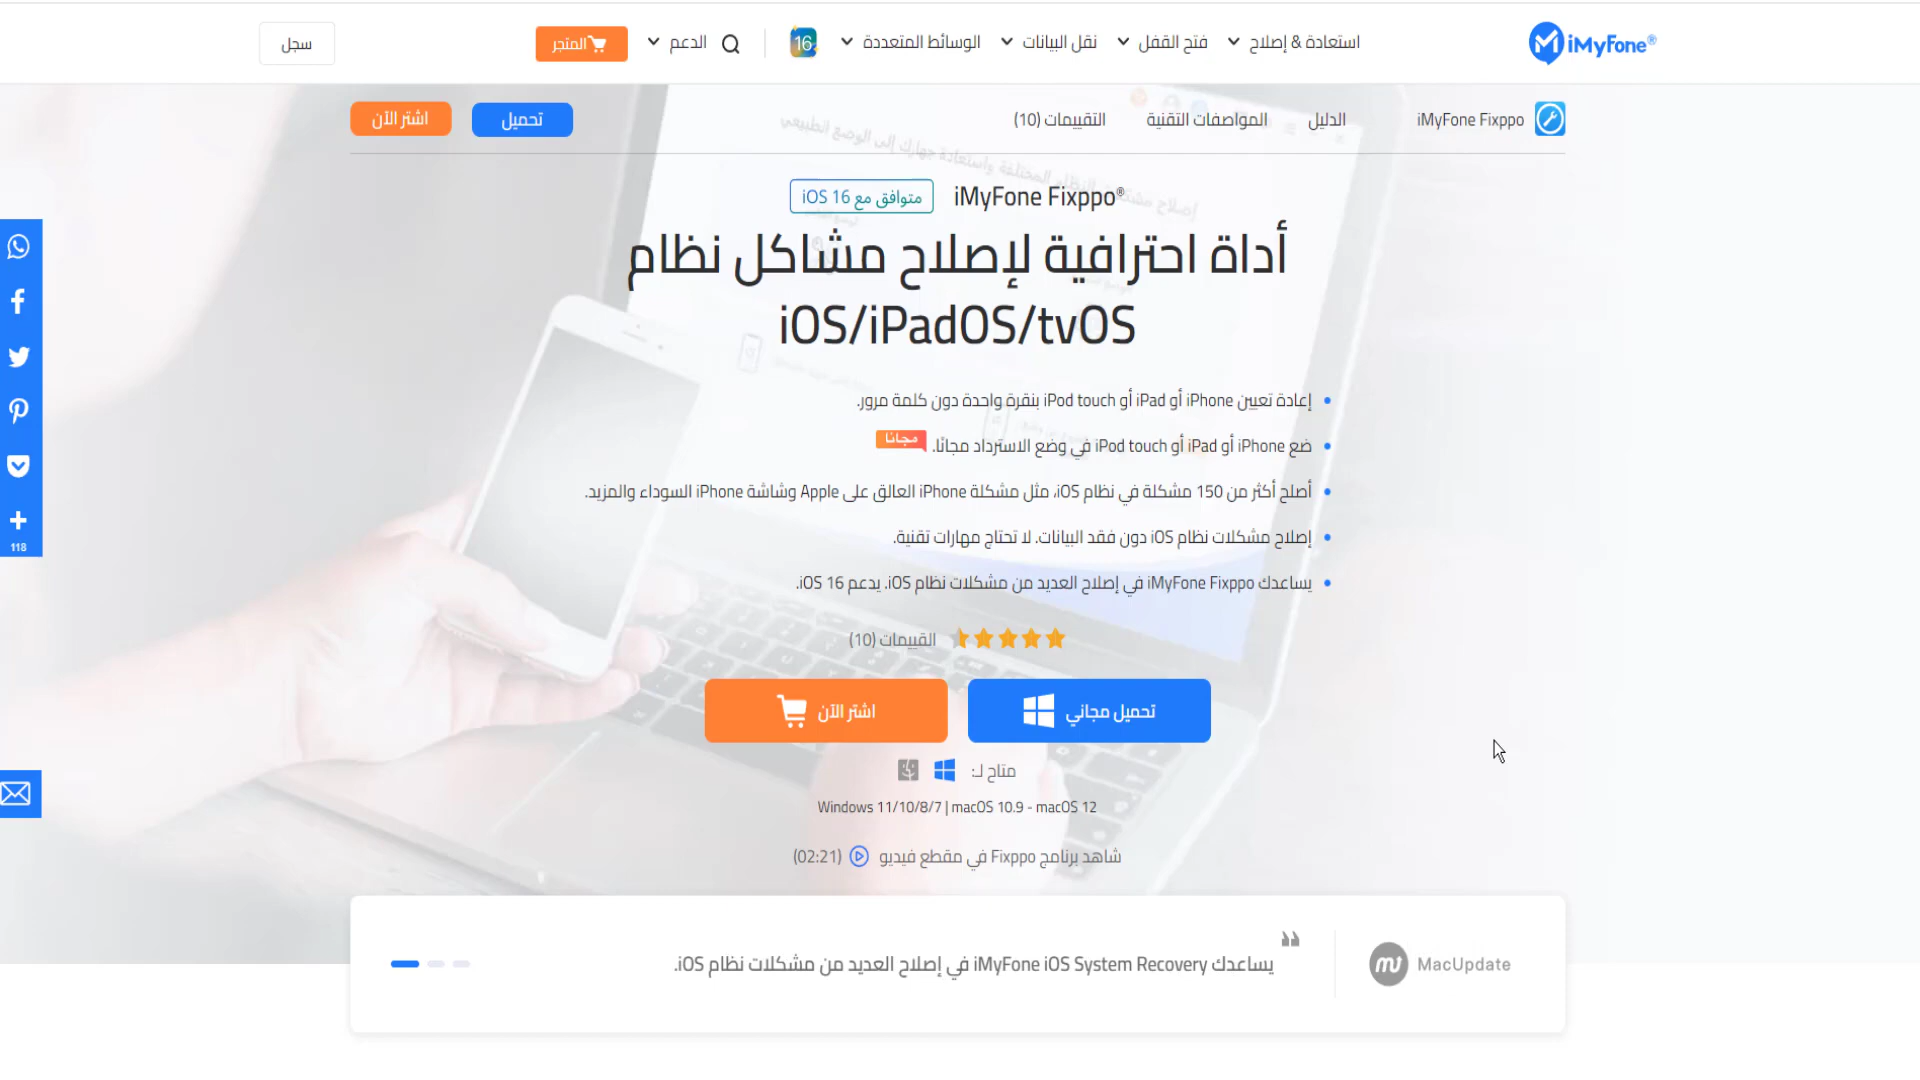 iMyFone®
استعادة & إصلاح
فتح القفل
نقل البيانات
الوسائط المتعددة
16
الدعم
المتجر
سجل
iMyFone Fixppo
الدليل
المواصفات التقنية
التقييمات (10)
تحميل
اشتر الآن
iMyFone Fixppo®
متوافق مع iOS 16
أداة احترافية لإصلاح مشاكل نظام
iOS/iPadOS/tvOS
إعادة تعيين iPhone أو iPad أو iPod touch بنقرة واحدة دون كلمة مرور.
ضع iPhone أو iPad أو iPod touch في وضع الاسترداد مجانًا. مجانا
أصلح أكثر من 150 مشكلة في نظام iOS، مثل مشكلة iPhone العالق على Apple وشاشة iPhone السوداء والمزيد.
إصلاح مشكلات نظام iOS دون فقد البيانات. لا تحتاج مهارات تقنية.
يساعدك iMyFone Fixppo في إصلاح العديد من مشكلات نظام iOS. يدعم iOS 16.
القييمات (10)
تحميل مجاني
اشتر الآن
متاح لـ:
Windows 11/10/8/7 | macOS 10.9 - macOS 12
شاهد برنامج Fixppo في مقطع فيديو (02:21)
118
MacUpdate
يساعدك iMyFone iOS System Recovery في إصلاح العديد من مشكلات نظام iOS.